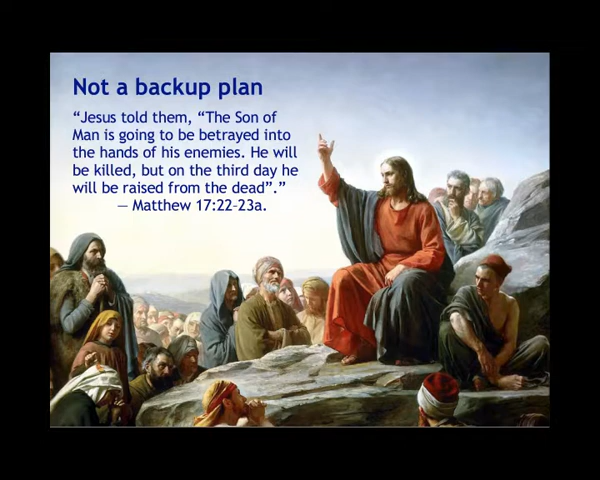 Not a backup plan
“Jesus told them, “The Son of
Man is going to be betrayed into
the hands of his enemies. He will
be killed, but on the third day he
will be raised from the dead”.”
— Matthew 17:22-23a.